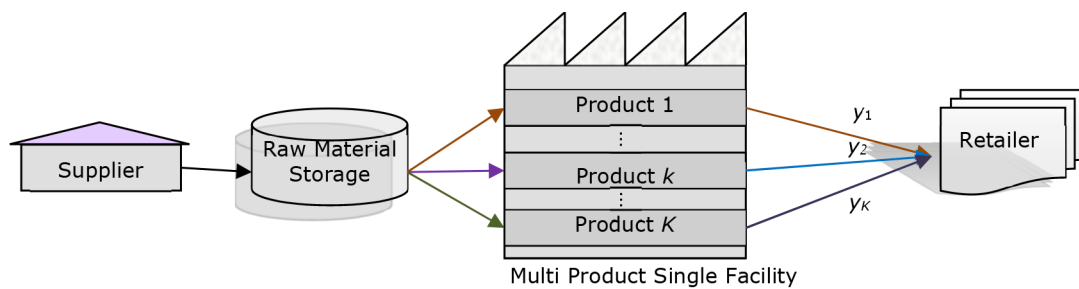 Supplier
Raw Material
Storage
Product 1
⋮
Product k
⋮
Product K
Multi Product Single Facility
y1
y2
yK
Retailer